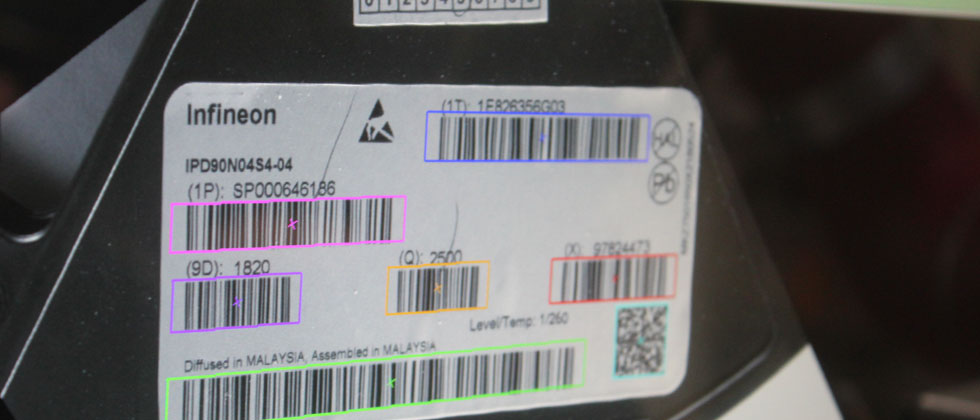 Infineon
(1T): 1E826356G03
IPD90N04S4-04
(1P): SP000646186
(9D): 1820
(Q): 2500
(X): 97824473
Level/Temp: 1/260
Diffused in MALAYSIA, Assembled in MALAYSIA
Pb